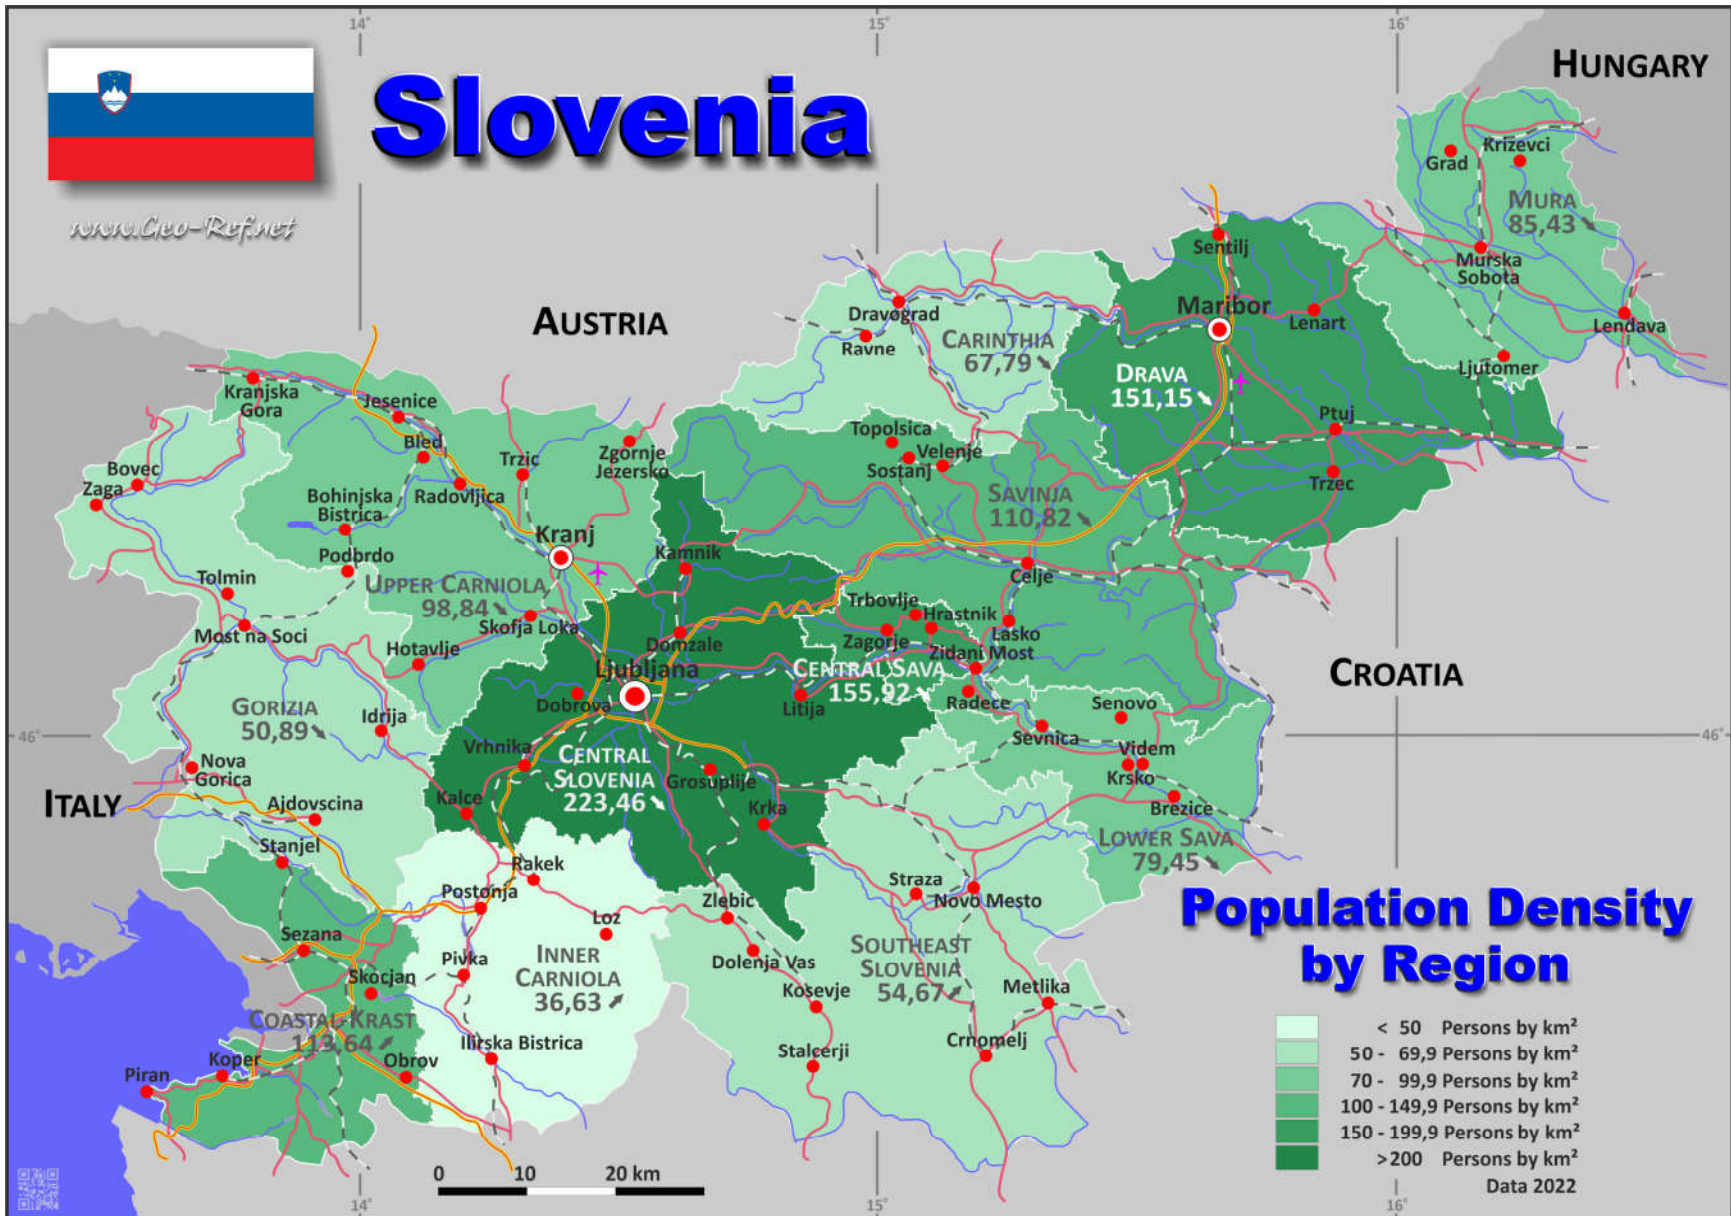 14°
15°
16°
HUNGARY
Slovenia
www.Geo-Ref.net
Grad
Krizevci
MURA
85,43
Sentilj
Murska
Sobota
Maribor
Lenart
Lendava
Ljutomer
AUSTRIA
Dravograd
Ravne
CARINTHIA
67,79
DRAVA
151,15
Ptuj
Trzec
Kranjska
Gora
Jesenice
Bled
Radovljica
Trzic
Zgornje
Jezersko
Topolsica
Velenje
Sostanj
SAVINJA
110,82
Bovec
Zaga
Bohinjska
Bistrica
Podbrdo
Kranj
Kamnik
Celje
Tolmin
UPPER CARNIOLA
98,84
Skofja Loka
Most na Soci
Hotavlje
Domzale
Trbovlje
Hrastnik
Zagorje
Lasko
Zidani Most
CENTRAL SAVA
155,92
Radece
Litija
Ljubljana
Dobrova
CROATIA
GORIZIA
50,89
Idrija
Senovo
Sevnica
Videm
Krsko
Brezice
46°
46°
Vrhnika
CENTRAL
SLOVENIA
223,46
Grosuplje
Krka
Kalce
Nova
Gorica
ITALY
Ajdovscina
Stanjel
LOWER SAVA
79,45
Rakek
Postonja
Loz
Zlebic
Straza
Novo Mesto
Sezana
Pivka
INNER
CARNIOLA
36,63
Dolenja Vas
SOUTHEAST
SLOVENIA
54,67
Skocjan
Kosevje
Metlika
COASTAL-KRAST
113,64
Koper
Obrov
Ilirska Bistrica
Stalcerji
Crnomelj
Piran
Population Density
by Region
< 50 Persons by km²
50 - 69,9 Persons by km²
70 - 99,9 Persons by km²
100 - 149,9 Persons by km²
150 - 199,9 Persons by km²
>200 Persons by km²
Data 2022
0 10 20 km
14°
15°
16°